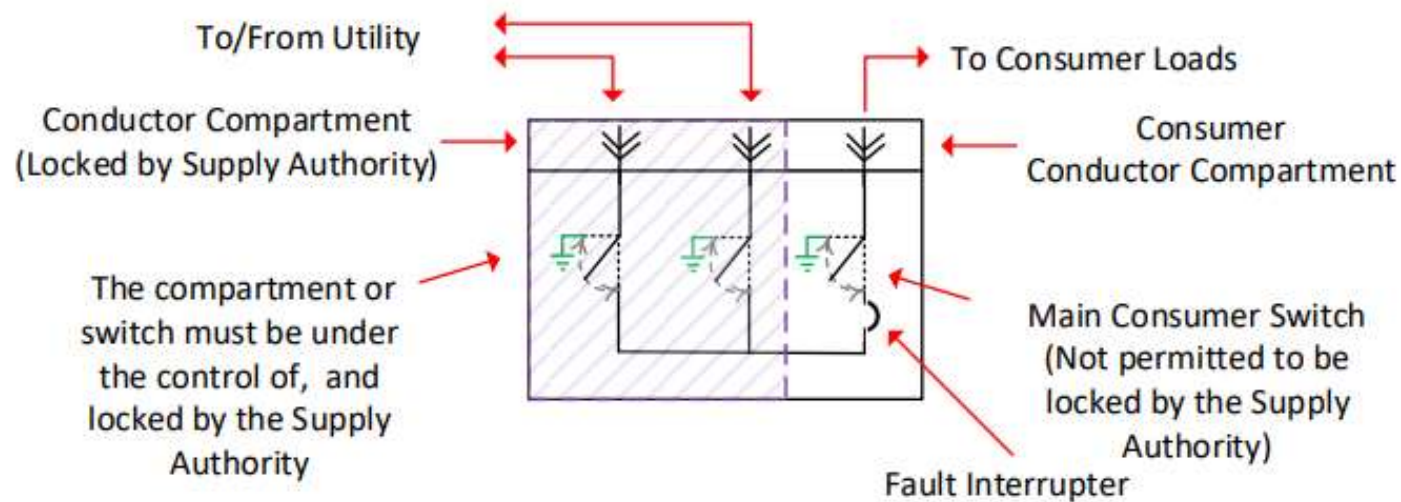 To/From Utility
To Consumer Loads
Conductor Compartment
(Locked by Supply Authority)
Consumer
Conductor Compartment
The compartment or
switch must be under
the control of, and
locked by the Supply
Authority
Main Consumer Switch
(Not permitted to be
locked by the Supply
Authority)
Fault Interrupter